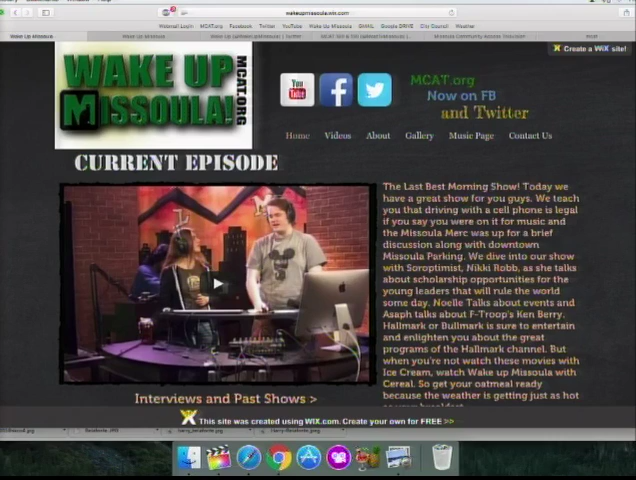 wakeupmissoula.wix.com
Webmail Login MCAT.org Facebook Twitter YouTube Wake Up Missoula GMAIL Google DRIVE City Council Weather
Wake Up Missoula
Create a WiX site!
WAKE UP
MISSOULA!
MCAT.ORG
You
Tube
MCAT.org
Now on FB
and Twitter
Home Videos About Gallery Music Page Contact Us
CURRENT EPISODE
The Last Best Morning Show! Today we
have a great show for you guys. We teach
you that driving with a cell phone is legal
if you say you were on it for music and
the Missoula Merc was up for a brief
discussion along with downtown
Missoula Parking. We dive into our show
with Soroptimist, Nikki Robb, as she talks
about scholarship opportunities for the
young leaders that will rule the world
some day. Noelle Talks about events and
Asaph talks about F-Troop's Ken Berry.
Hallmark or Bullmark is sure to entertain
and enlighten you about the great
programs of the Hallmark channel. But
when you're not watch these movies with
Ice Cream, watch Wake up Missoula with
Cereal. So get your oatmeal ready
because the weather is getting just as hot
Interviews and Past Shows >
This site was created using WIX.com. Create your own for FREE >>